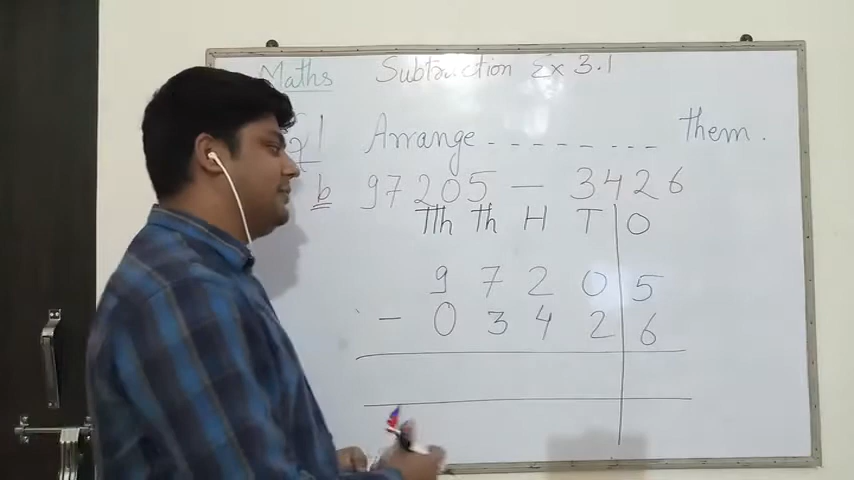 Maths Subtraction Ex 3.1
Q1 Arrange - - - - - - - - them.
b 97205 — 3426
Tth th H T O
9 7 2 0 5
- 0 3 4 2 6